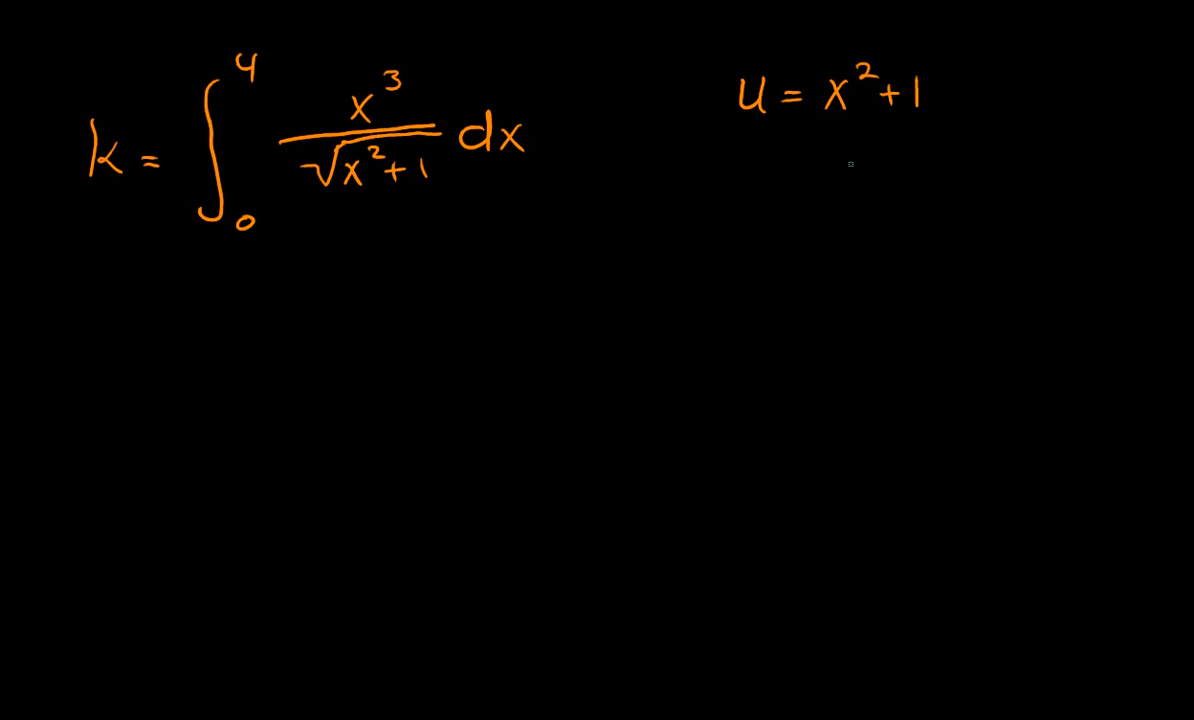 k = ∫₀⁴ x³/√(x²+1) dx
u = x²+1